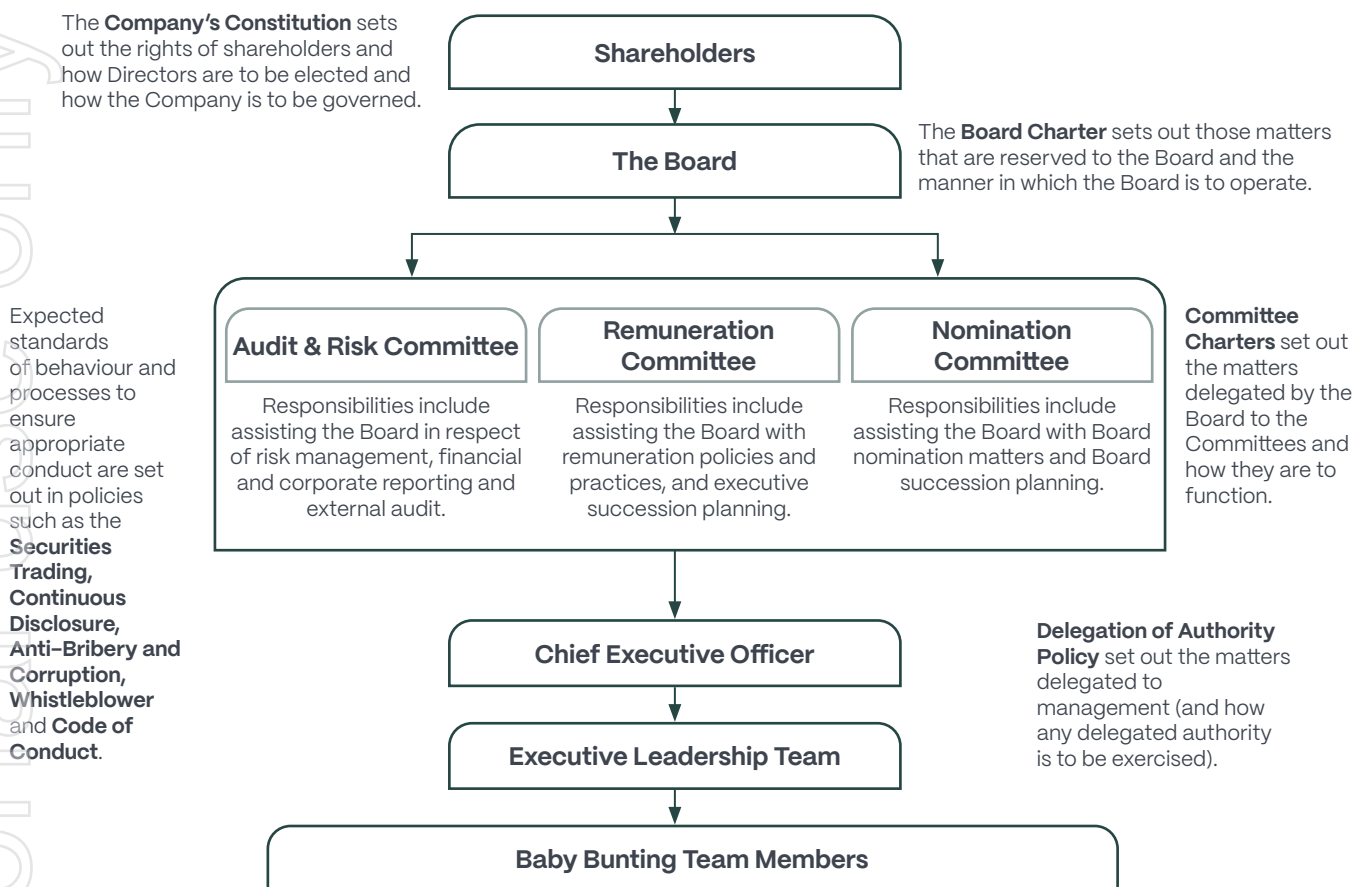 The Company's Constitution sets
out the rights of shareholders and
how Directors are to be elected and
how the Company is to be governed.
Shareholders
The Board
The Board Charter sets out those matters
that are reserved to the Board and the
manner in which the Board is to operate.
Expected
standards
of behaviour and
processes to
ensure
appropriate
conduct are set
out in policies
such as the
Securities
Trading,
Continuous
Disclosure,
Anti-Bribery and
Corruption,
Whistleblower
and Code of
Conduct.
Audit & Risk Committee
Responsibilities include
assisting the Board in respect
of risk management, financial
and corporate reporting and
external audit.
Remuneration
Committee
Responsibilities include
assisting the Board with
remuneration policies and
practices, and executive
succession planning.
Nomination
Committee
Responsibilities include
assisting the Board with Board
nomination matters and Board
succession planning.
Committee
Charters set out
the matters
delegated by the
Board to the
Committees and
how they are to
function.
Chief Executive Officer
Delegation of Authority
Policy set out the matters
delegated to
management (and how
any delegated authority
is to be exercised).
Executive Leadership Team
Baby Bunting Team Members